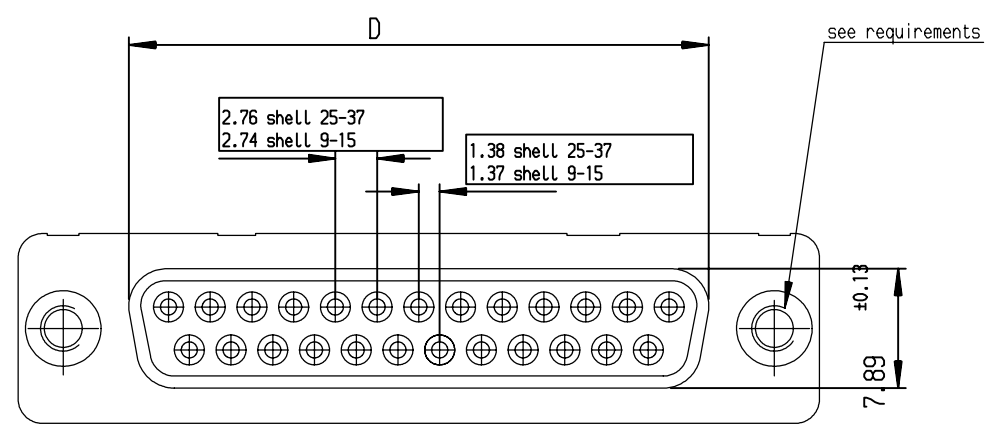 D
see requirements
2.76 shell 25-37
2.74 shell 9-15
1.38 shell 25-37
1.37 shell 9-15
±0.13
7.89